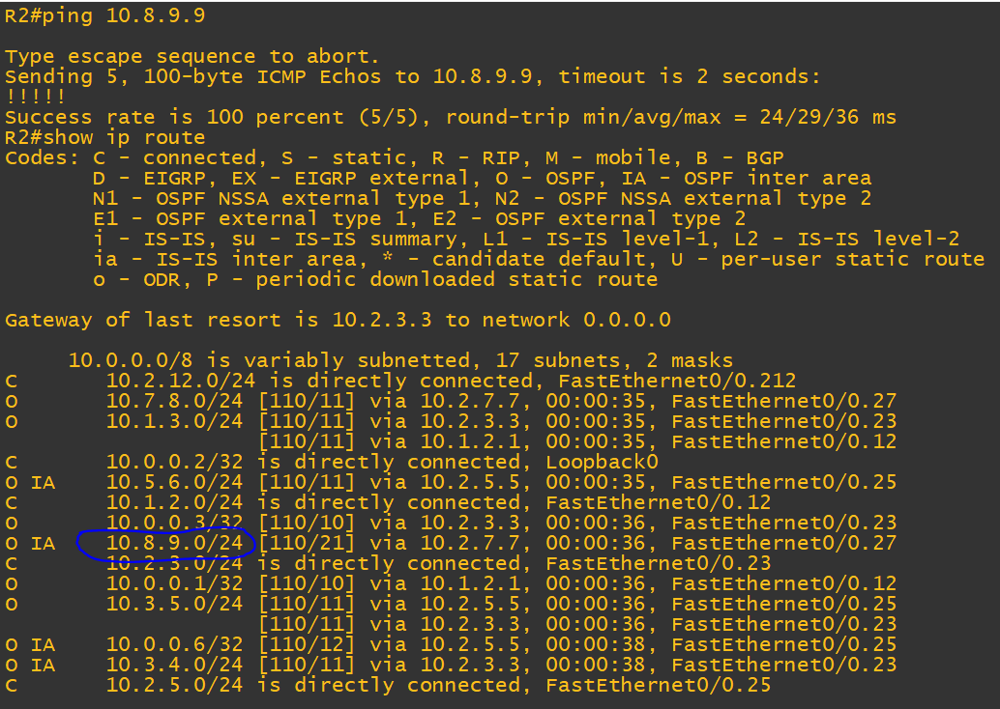 R2#ping 10.8.9.9
Type escape sequence to abort.
Sending 5, 100-byte ICMP Echos to 10.8.9.9, timeout is 2 seconds:
!!!!!
Success rate is 100 percent (5/5), round-trip min/avg/max = 24/29/36 ms
R2#show ip route
Codes: C - connected, S - static, R - RIP, M - mobile, B - BGP
       D - EIGRP, EX - EIGRP external, O - OSPF, IA - OSPF inter area
       N1 - OSPF NSSA external type 1, N2 - OSPF NSSA external type 2
       E1 - OSPF external type 1, E2 - OSPF external type 2
       i - IS-IS, su - IS-IS summary, L1 - IS-IS level-1, L2 - IS-IS level-2
       ia - IS-IS inter area, * - candidate default, U - per-user static route
       o - ODR, P - periodic downloaded static route
Gateway of last resort is 10.2.3.3 to network 0.0.0.0
     10.0.0.0/8 is variably subnetted, 17 subnets, 2 masks
C       10.2.12.0/24 is directly connected, FastEthernet0/0.212
O       10.7.8.0/24 [110/11] via 10.2.7.7, 00:00:35, FastEthernet0/0.27
O       10.1.3.0/24 [110/11] via 10.2.3.3, 00:00:35, FastEthernet0/0.23
                    [110/11] via 10.1.2.1, 00:00:35, FastEthernet0/0.12
C       10.0.0.2/32 is directly connected, Loopback0
O IA    10.5.6.0/24 [110/11] via 10.2.5.5, 00:00:35, FastEthernet0/0.25
C       10.1.2.0/24 is directly connected, FastEthernet0/0.12
O       10.0.0.3/32 [110/10] via 10.2.3.3, 00:00:36, FastEthernet0/0.23
O IA    10.8.9.0/24 [110/21] via 10.2.7.7, 00:00:36, FastEthernet0/0.27
C       10.2.3.0/24 is directly connected, FastEthernet0/0.23
O       10.0.0.1/32 [110/10] via 10.1.2.1, 00:00:36, FastEthernet0/0.12
O       10.3.5.0/24 [110/11] via 10.2.5.5, 00:00:36, FastEthernet0/0.25
                    [110/11] via 10.2.3.3, 00:00:36, FastEthernet0/0.23
O IA    10.0.0.6/32 [110/12] via 10.2.5.5, 00:00:38, FastEthernet0/0.25
O IA    10.3.4.0/24 [110/11] via 10.2.3.3, 00:00:38, FastEthernet0/0.23
C       10.2.5.0/24 is directly connected, FastEthernet0/0.25